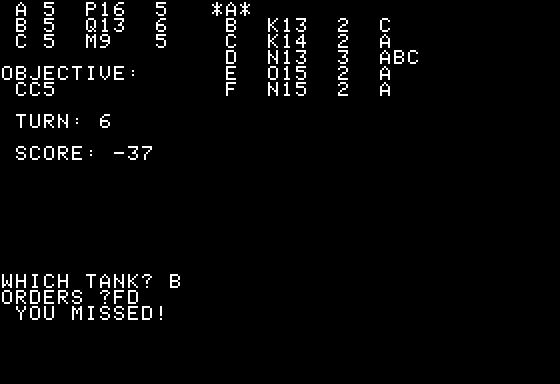 A 5 P16 5 *A*
B 5 Q13 6 B K13 2 C
C 5 M9 5 C K14 2 A
D N13 3 ABC
OBJECTIVE: E O15 2 A
CC5 F N15 2 A
TURN: 6
SCORE: -37
WHICH TANK? B
ORDERS ?FD
YOU MISSED!